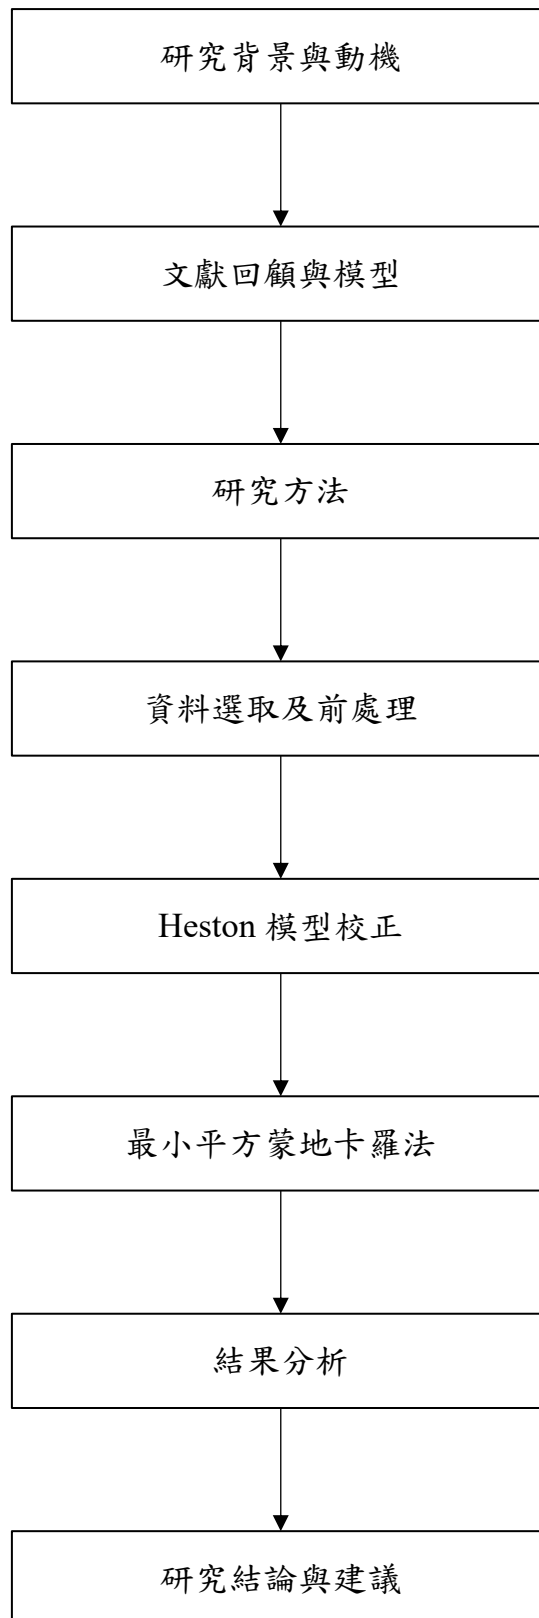 研究背景與動機
文獻回顧與模型
研究方法
資料選取及前處理
Heston 模型校正
最小平方蒙地卡羅法
結果分析
研究結論與建議